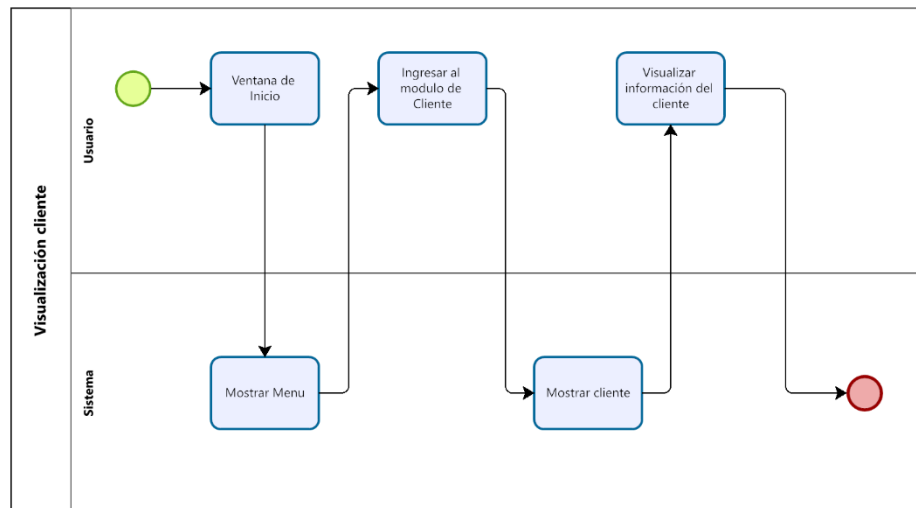 Visualización cliente
Usuario
Ventana de
Inicio
Ingresar al
modulo de
Cliente
Visualizar
información del
cliente
Sistema
Mostrar Menu
Mostrar cliente